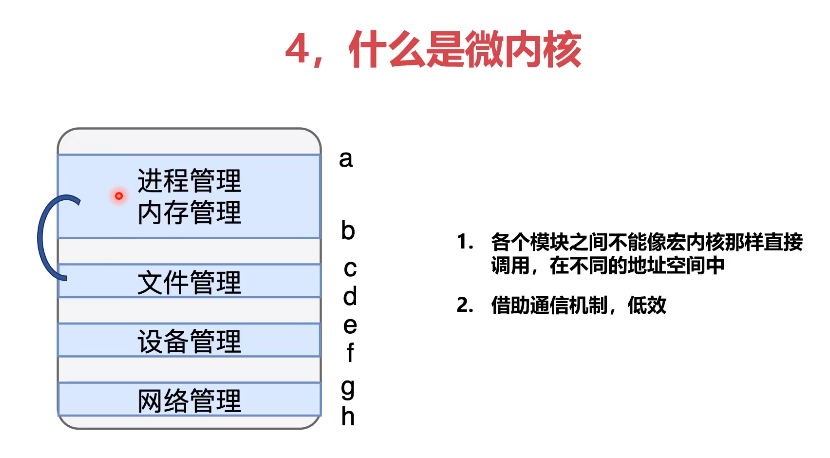 4，什么是微内核
进程管理
内存管理
文件管理
设备管理
网络管理
a
b
c
d
e
f
g
h
1. 各个模块之间不能像宏内核那样直接
调用，在不同的地址空间中
2. 借助通信机制，低效